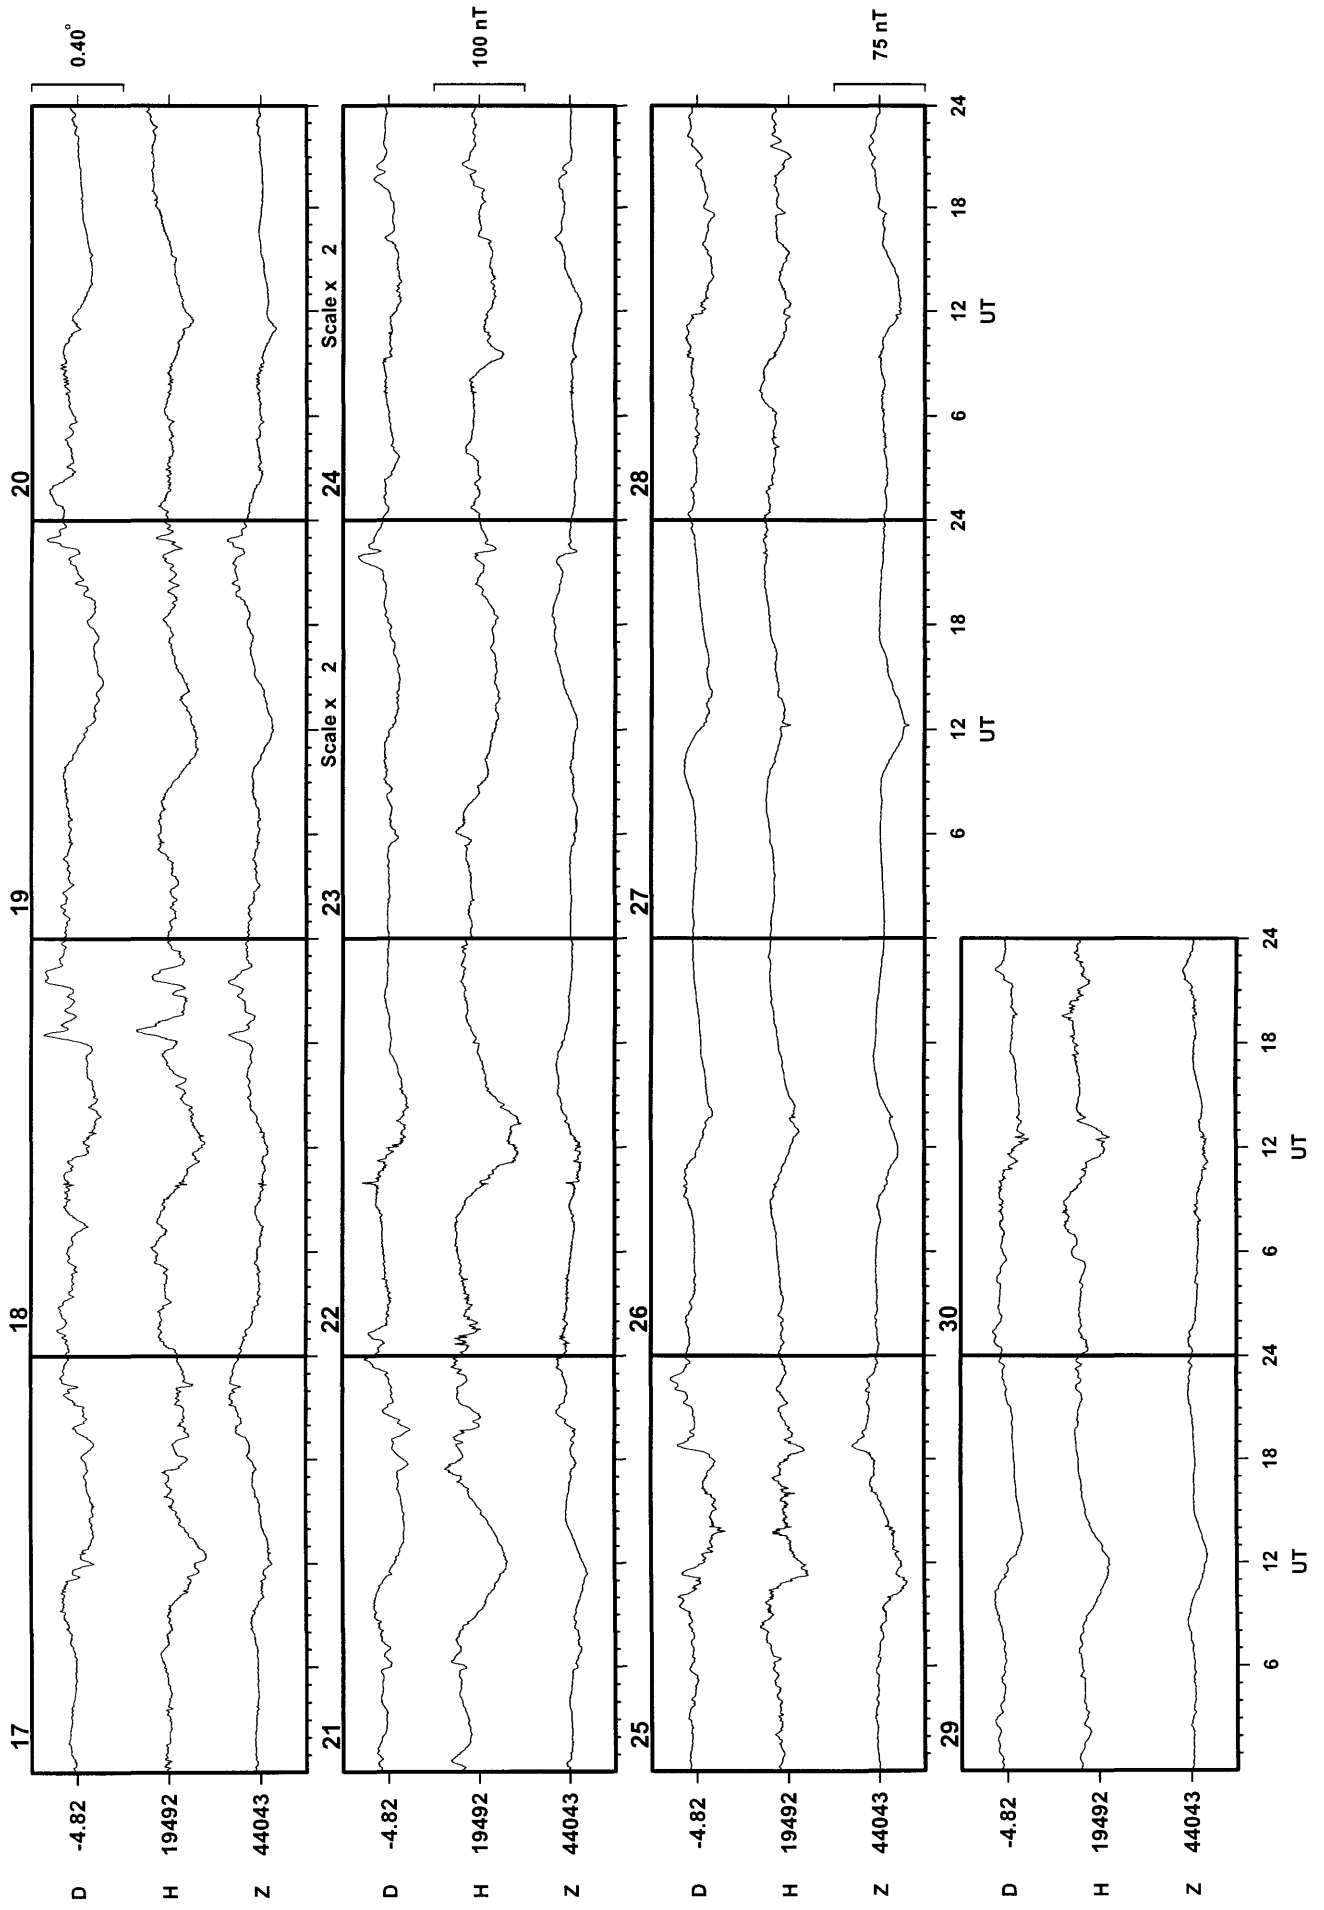 17 18 19 20
D -4.82 0.40°
H 19492
Z 44043
21 22 23 Scale x 2 24 Scale x 2
D -4.82
H 19492 100 nT
Z 44043
25 26 27 28
D -4.82
H 19492
Z 44043 75 nT
6 12 18 24 6 12 18 24
UT UT
29 30
D -4.82
H 19492
Z 44043
6 12 18 24 6 12 18 24
UT UT